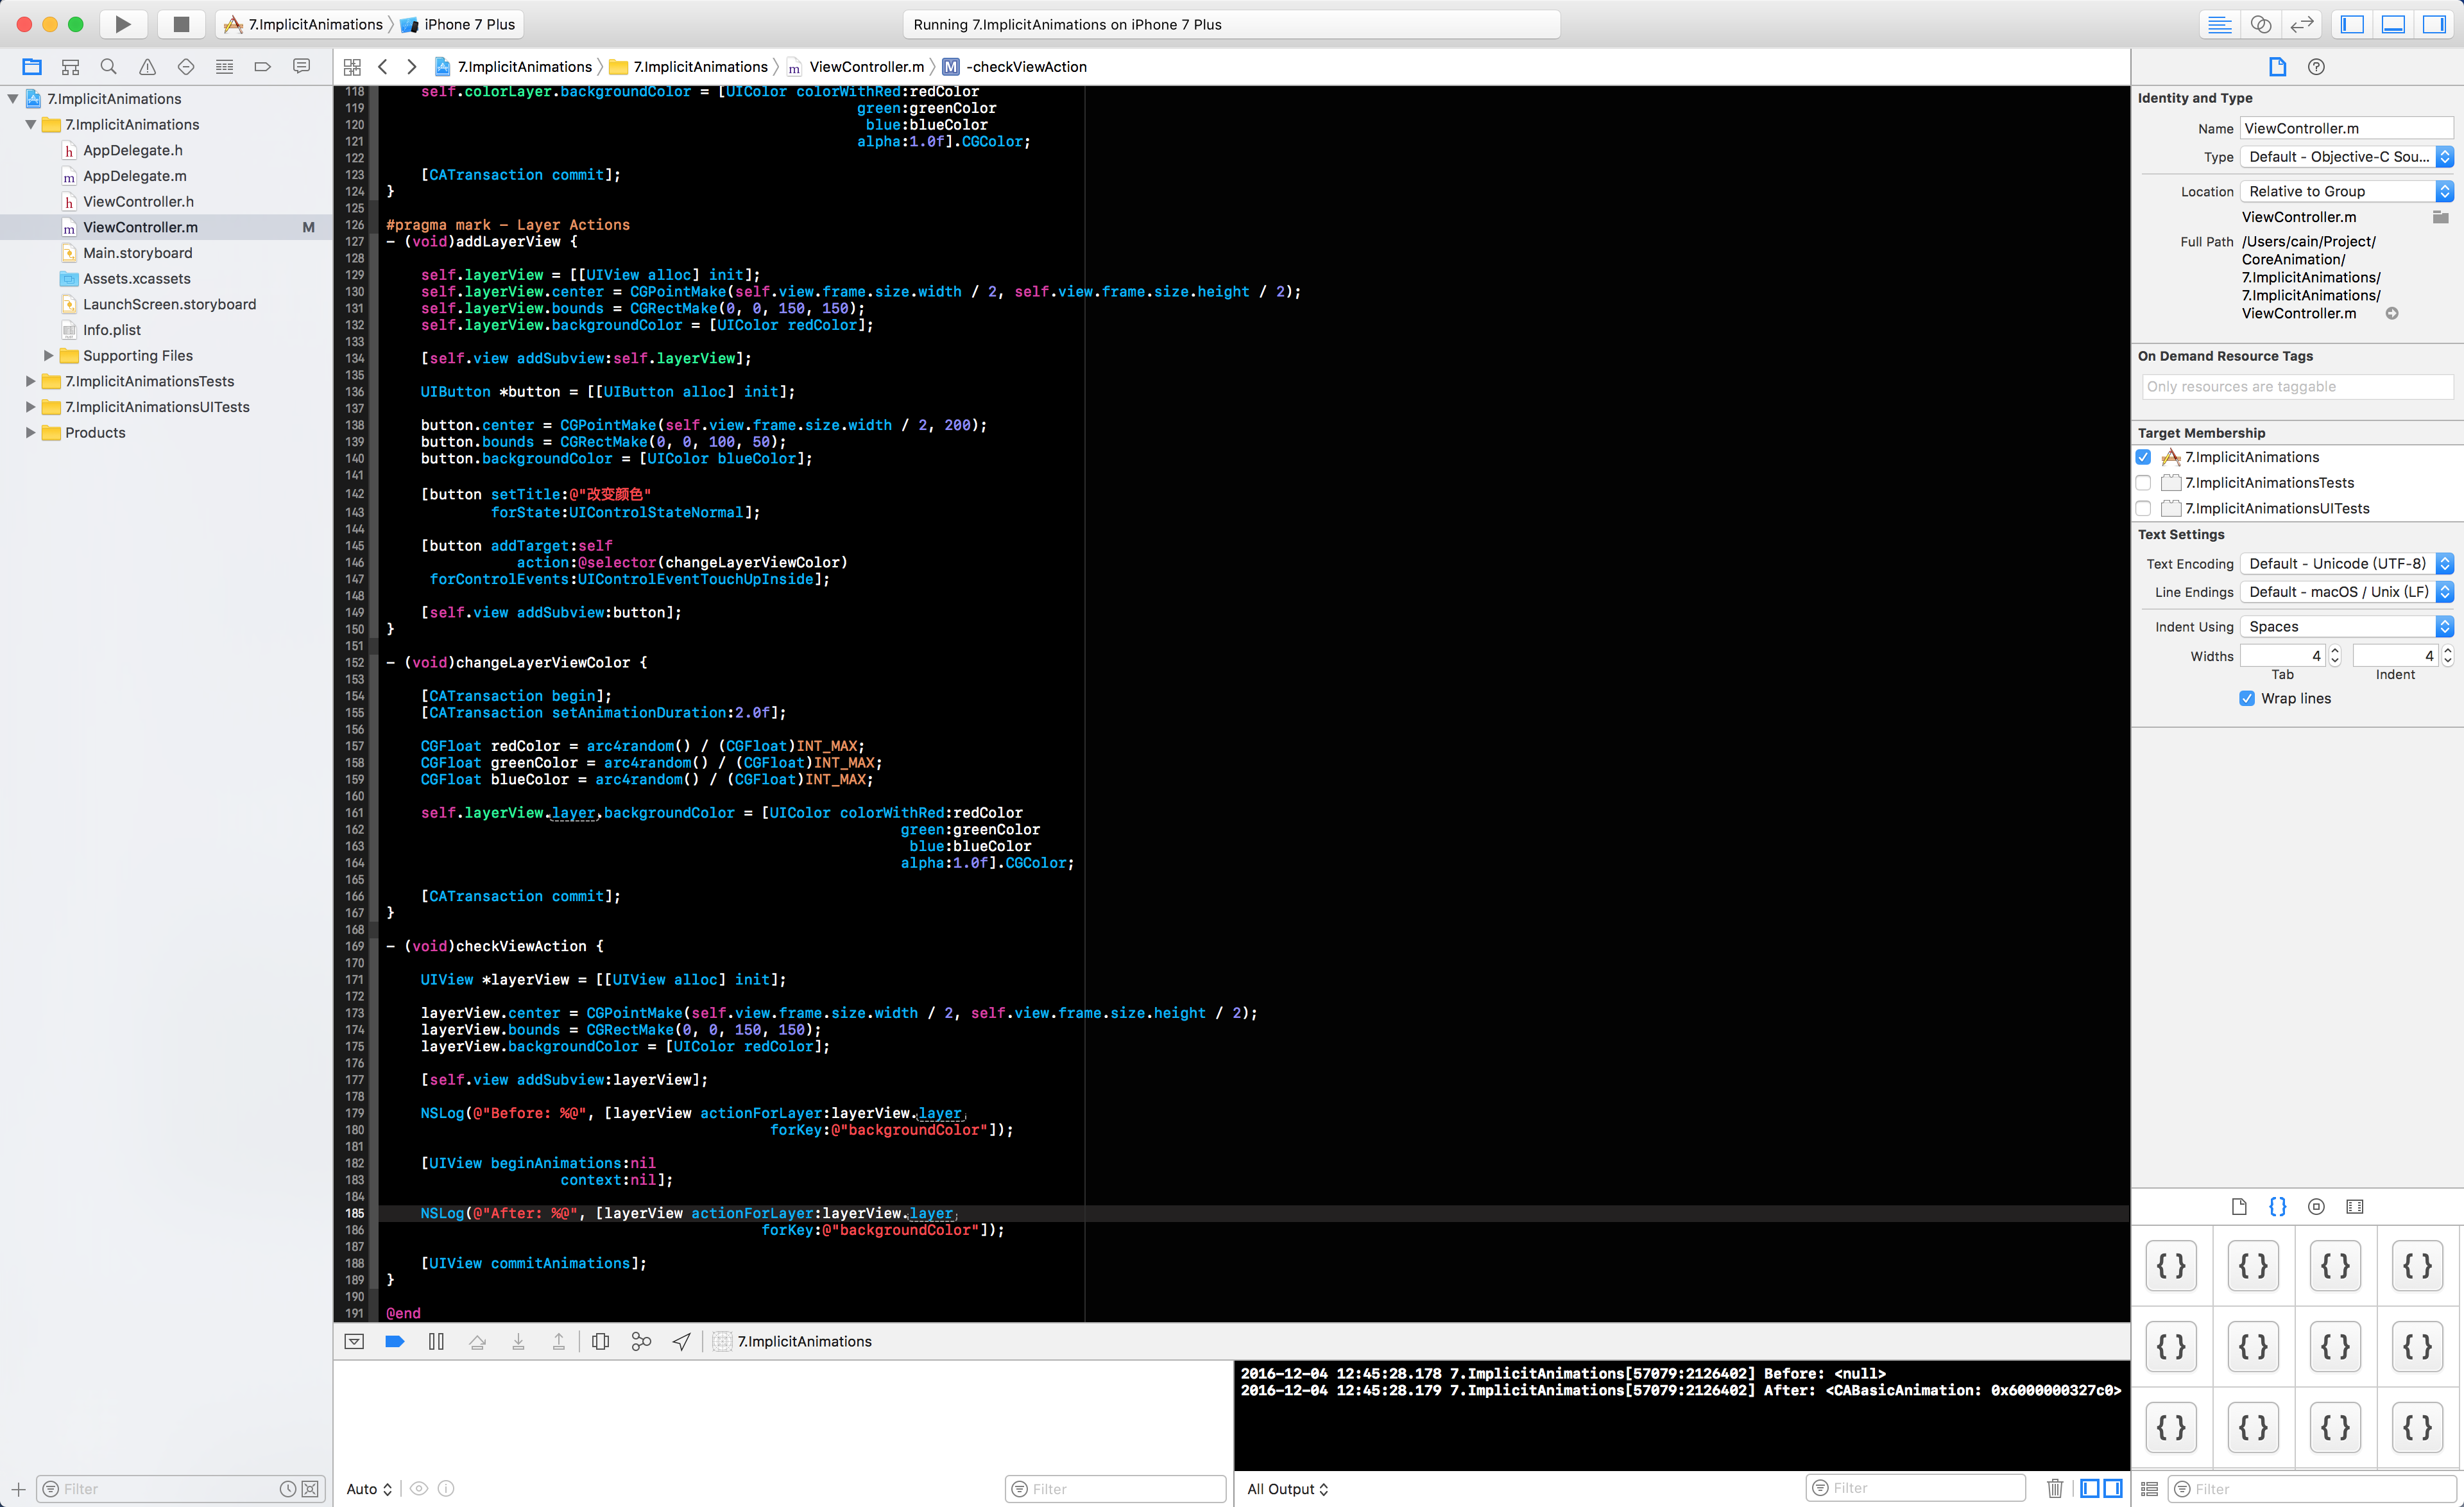 7.ImplicitAnimations iPhone 7 Plus
Running 7.ImplicitAnimations on iPhone 7 Plus
7.ImplicitAnimations 7.ImplicitAnimations m ViewController.m M -checkViewAction
7.ImplicitAnimations
7.ImplicitAnimations
h AppDelegate.h
m AppDelegate.m
h ViewController.h
m ViewController.m M
Main.storyboard
Assets.xcassets
LaunchScreen.storyboard
Info.plist
Supporting Files
7.ImplicitAnimationsTests
7.ImplicitAnimationsUITests
Products
Filter
118 self.colorLayer.backgroundColor = [UIColor colorWithRed:redColor
119 green:greenColor
120 blue:blueColor
121 alpha:1.0f].CGColor;
122
123 [CATransaction commit];
124 }
125
126 #pragma mark — Layer Actions
127 - (void)addLayerView {
128
129 self.layerView = [[UIView alloc] init];
130 self.layerView.center = CGPointMake(self.view.frame.size.width / 2, self.view.frame.size.height / 2);
131 self.layerView.bounds = CGRectMake(0, 0, 150, 150);
132 self.layerView.backgroundColor = [UIColor redColor];
133
134 [self.view addSubview:self.layerView];
135
136 UIButton *button = [[UIButton alloc] init];
137
138 button.center = CGPointMake(self.view.frame.size.width / 2, 200);
139 button.bounds = CGRectMake(0, 0, 100, 50);
140 button.backgroundColor = [UIColor blueColor];
141
142 [button setTitle:@"改变颜色"
143 forState:UIControlStateNormal];
144
145 [button addTarget:self
146 action:@selector(changeLayerViewColor)
147 forControlEvents:UIControlEventTouchUpInside];
148
149 [self.view addSubview:button];
150 }
151
152 - (void)changeLayerViewColor {
153
154 [CATransaction begin];
155 [CATransaction setAnimationDuration:2.0f];
156
157 CGFloat redColor = arc4random() / (CGFloat)INT_MAX;
158 CGFloat greenColor = arc4random() / (CGFloat)INT_MAX;
159 CGFloat blueColor = arc4random() / (CGFloat)INT_MAX;
160
161 self.layerView.layer.backgroundColor = [UIColor colorWithRed:redColor
162 green:greenColor
163 blue:blueColor
164 alpha:1.0f].CGColor;
165
166 [CATransaction commit];
167 }
168
169 - (void)checkViewAction {
170
171 UIView *layerView = [[UIView alloc] init];
172
173 layerView.center = CGPointMake(self.view.frame.size.width / 2, self.view.frame.size.height / 2);
174 layerView.bounds = CGRectMake(0, 0, 150, 150);
175 layerView.backgroundColor = [UIColor redColor];
176
177 [self.view addSubview:layerView];
178
179 NSLog(@"Before: %@", [layerView actionForLayer:layerView.layer
180 forKey:@"backgroundColor"]);
181
182 [UIView beginAnimations:nil
183 context:nil];
184
185 NSLog(@"After: %@", [layerView actionForLayer:layerView.layer
186 forKey:@"backgroundColor"]);
187
188 [UIView commitAnimations];
189 }
190
191 @end
7.ImplicitAnimations
2016-12-04 12:45:28.178 7.ImplicitAnimations[57079:2126402] Before: <null>
2016-12-04 12:45:28.179 7.ImplicitAnimations[57079:2126402] After: <CABasicAnimation: 0x6000000327c0>
Auto Filter
All Output Filter
Identity and Type
Name ViewController.m
Type Default - Objective-C Sou...
Location Relative to Group
ViewController.m
Full Path /Users/cain/Project/
CoreAnimation/
7.ImplicitAnimations/
7.ImplicitAnimations/
ViewController.m
On Demand Resource Tags
Only resources are taggable
Target Membership
7.ImplicitAnimations
7.ImplicitAnimationsTests
7.ImplicitAnimationsUITests
Text Settings
Text Encoding Default - Unicode (UTF-8)
Line Endings Default - macOS / Unix (LF)
Indent Using Spaces
Widths 4 4
Tab Indent
Wrap lines
{ } { } { } { }
{ } { } { } { }
{ } { } { } { }
Filter